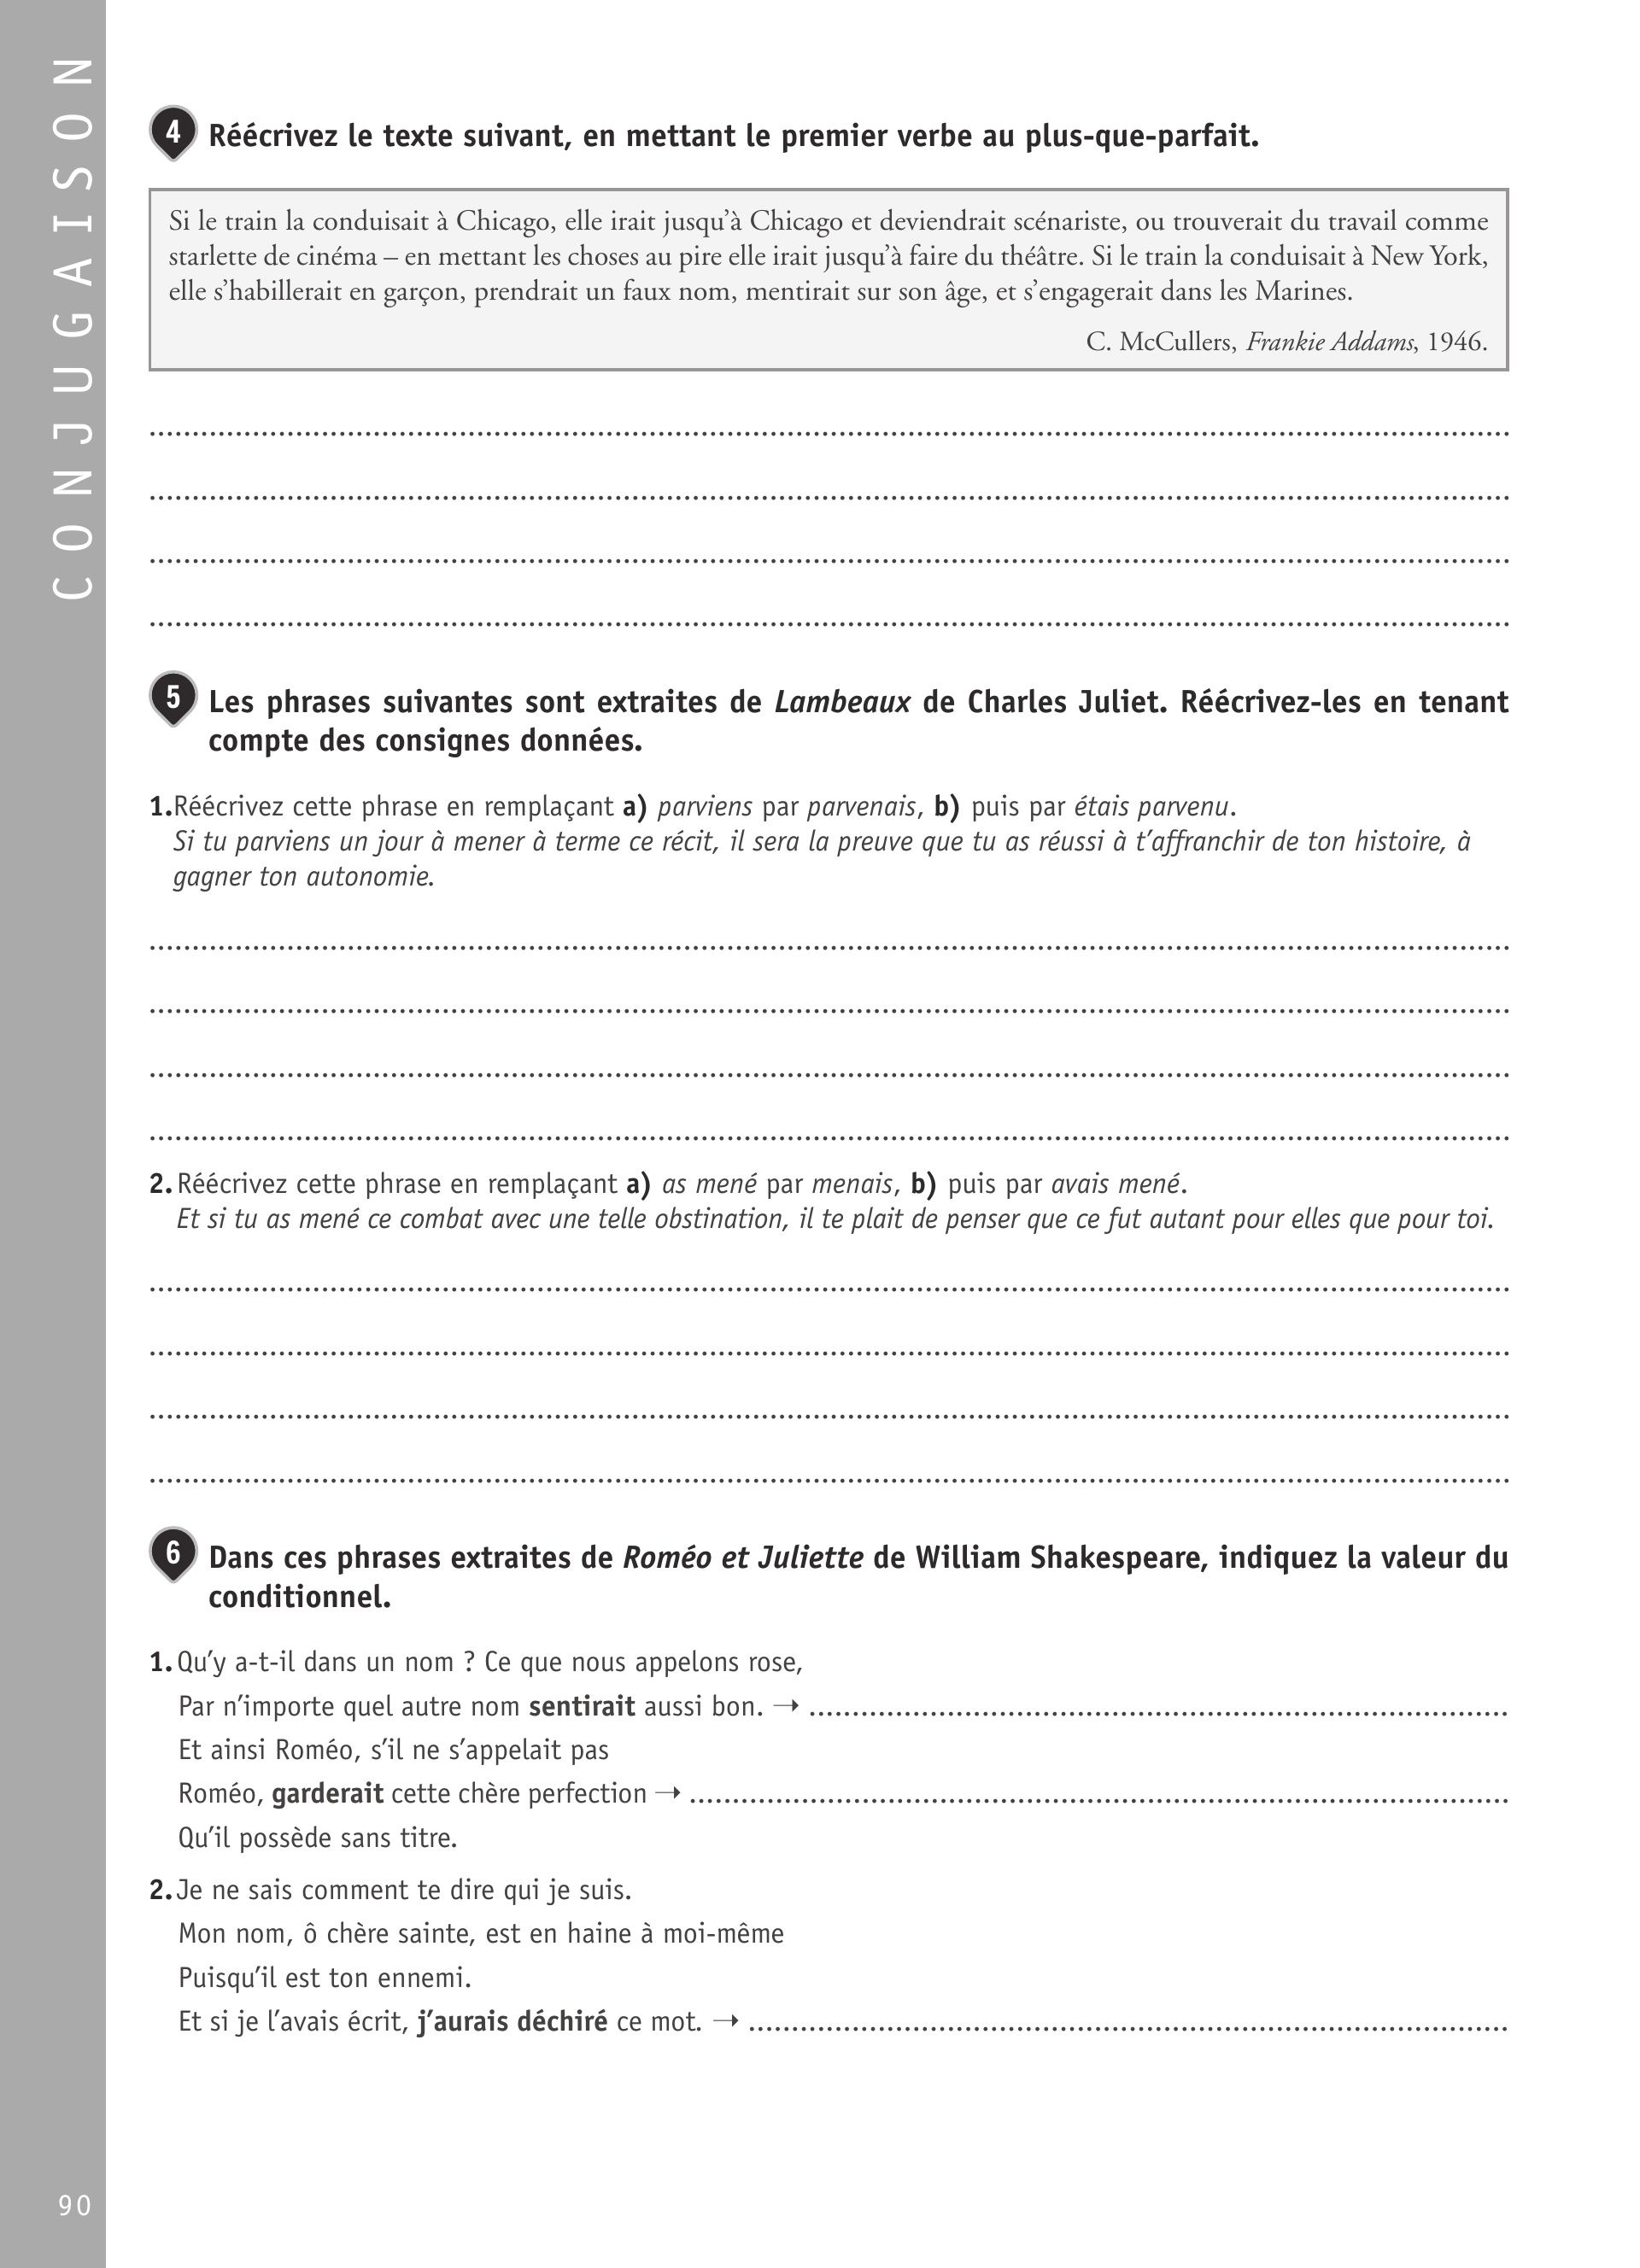 CONJUGAISON
4 Réécrivez le texte suivant, en mettant le premier verbe au plus-que-parfait.
Si le train la conduisait à Chicago, elle irait jusqu’à Chicago et deviendrait scénariste, ou trouverait du travail comme
starlette de cinéma – en mettant les choses au pire elle irait jusqu’à faire du théâtre. Si le train la conduisait à New York,
elle s’habillerait en garçon, prendrait un faux nom, mentirait sur son âge, et s’engagerait dans les Marines.
C. McCullers, Frankie Addams, 1946.
5 Les phrases suivantes sont extraites de Lambeaux de Charles Juliet. Réécrivez-les en tenant
compte des consignes données.
1.Réécrivez cette phrase en remplaçant a) parviens par parvenais, b) puis par étais parvenu.
Si tu parviens un jour à mener à terme ce récit, il sera la preuve que tu as réussi à t’affranchir de ton histoire, à
gagner ton autonomie.
2. Réécrivez cette phrase en remplaçant a) as mené par menais, b) puis par avais mené.
Et si tu as mené ce combat avec une telle obstination, il te plait de penser que ce fut autant pour elles que pour toi.
6 Dans ces phrases extraites de Roméo et Juliette de William Shakespeare, indiquez la valeur du
conditionnel.
1. Qu’y a-t-il dans un nom ? Ce que nous appelons rose,
Par n’importe quel autre nom sentirait aussi bon. →
Et ainsi Roméo, s’il ne s’appelait pas
Roméo, garderait cette chère perfection →
Qu’il possède sans titre.
2. Je ne sais comment te dire qui je suis.
Mon nom, ô chère sainte, est en haine à moi-même
Puisqu’il est ton ennemi.
Et si je l’avais écrit, j’aurais déchiré ce mot. →
90